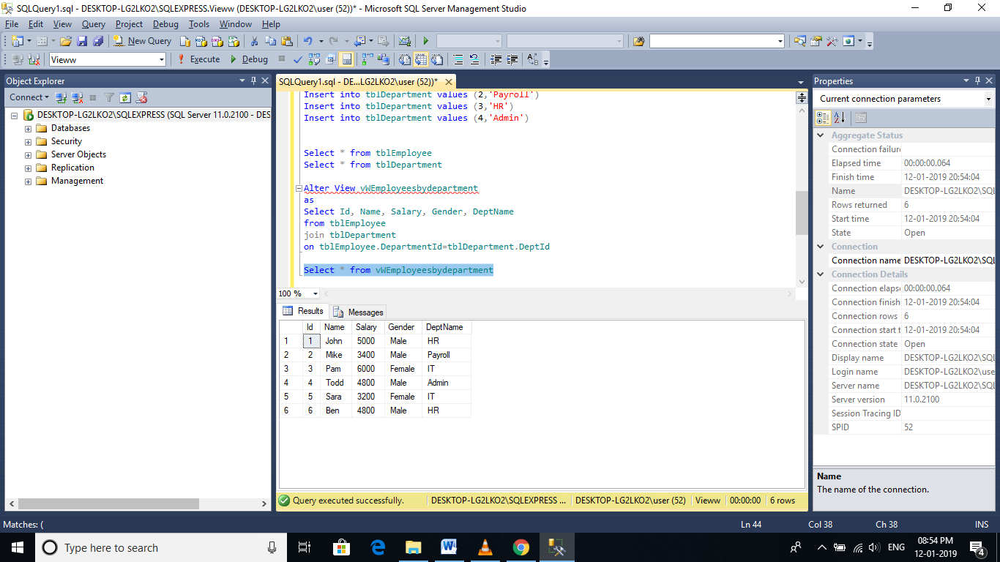 SQLQuery1.sql - DESKTOP-LG2LKO2\SQLEXPRESS.Vieww (DESKTOP-LG2LKO2\user (52))* - Microsoft SQL Server Management Studio
File Edit View Query Project Debug Tools Window Help
New Query
Vieww Execute Debug
Object Explorer
Connect
DESKTOP-LG2LKO2\SQLEXPRESS (SQL Server 11.0.2100 - DES
Databases
Security
Server Objects
Replication
Management
SQLQuery1.sql - DE...LG2LKO2\user (52))*
Insert into tblDepartment values (2,'Payroll')
Insert into tblDepartment values (3,'HR')
Insert into tblDepartment values (4,'Admin')
Select * from tblEmployee
Select * from tblDepartment
Alter View vWEmployeesbydepartment
as
Select Id, Name, Salary, Gender, DeptName
from tblEmployee
join tblDepartment
on tblEmployee.DepartmentId=tblDepartment.DeptId
Select * from vWEmployeesbydepartment
100 %
Results Messages
Id Name Salary Gender DeptName
1 1 John 5000 Male HR
2 2 Mike 3400 Male Payroll
3 3 Pam 6000 Female IT
4 4 Todd 4800 Male Admin
5 5 Sara 3200 Female IT
6 6 Ben 4800 Male HR
Query executed successfully. DESKTOP-LG2LKO2\SQLEXPRESS ... DESKTOP-LG2LKO2\user (52) Vieww 00:00:00 6 rows
Properties
Current connection parameters
Aggregate Status
Connection failur
Elapsed time 00:00:00.064
Finish time 12-01-2019 20:54:04
Name DESKTOP-LG2LKO2\SQL
Rows returned 6
Start time 12-01-2019 20:54:04
State Open
Connection
Connection name DESKTOP-LG2LKO2\SQL
Connection Details
Connection elaps 00:00:00.064
Connection finish 12-01-2019 20:54:04
Connection rows 6
Connection start t 12-01-2019 20:54:04
Connection state Open
Display name DESKTOP-LG2LKO2\SQL
Login name DESKTOP-LG2LKO2\use
Server name DESKTOP-LG2LKO2\SQL
Server version 11.0.2100
Session Tracing ID
SPID 52
Name
The name of the connection.
Matches: ( Ln 44 Col 38 Ch 38 INS
Type here to search
ENG 08:54 PM
12-01-2019 4